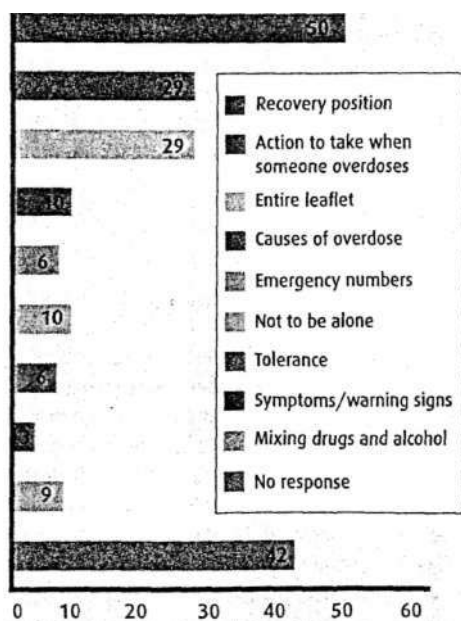 50
29
29
10
6
10
6
9
42
Recovery position
Action to take when
someone overdoses
Entire leaflet
Causes of overdose
Emergency numbers
Not to be alone
Tolerance
Symptoms/warning signs
Mixing drugs and alcohol
No response
0 10 20 30 40 50 60